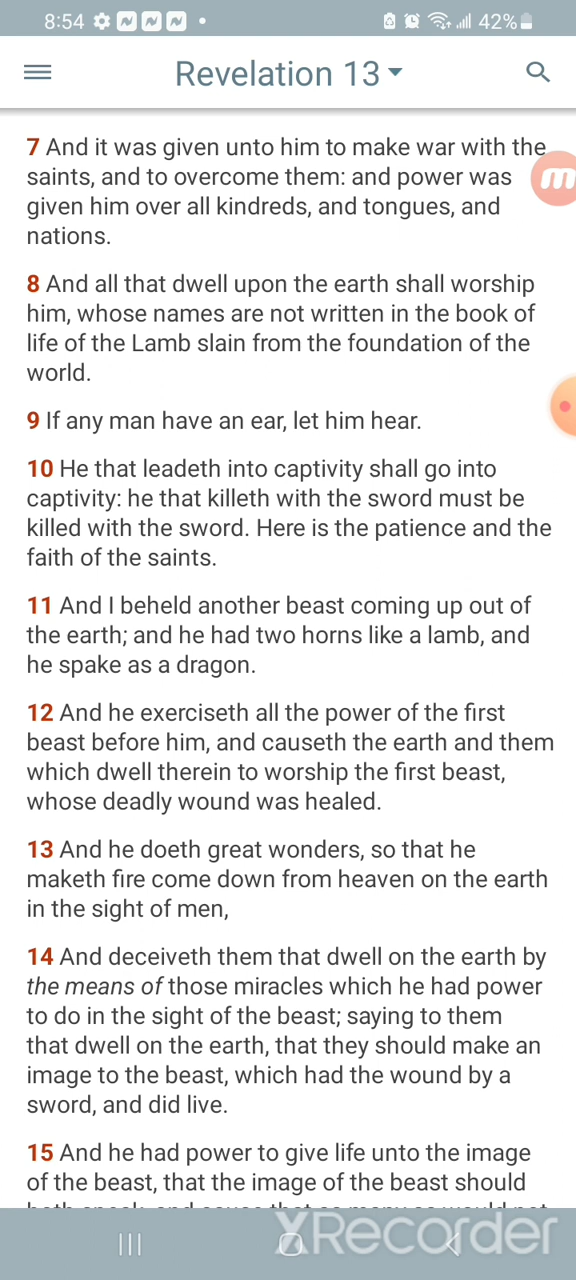 8:54
42%
Revelation 13
7 And it was given unto him to make war with the
saints, and to overcome them: and power was
given him over all kindreds, and tongues, and
nations.
8 And all that dwell upon the earth shall worship
him, whose names are not written in the book of
life of the Lamb slain from the foundation of the
world.
9 If any man have an ear, let him hear.
10 He that leadeth into captivity shall go into
captivity: he that killeth with the sword must be
killed with the sword. Here is the patience and the
faith of the saints.
11 And I beheld another beast coming up out of
the earth; and he had two horns like a lamb, and
he spake as a dragon.
12 And he exerciseth all the power of the first
beast before him, and causeth the earth and them
which dwell therein to worship the first beast,
whose deadly wound was healed.
13 And he doeth great wonders, so that he
maketh fire come down from heaven on the earth
in the sight of men,
14 And deceiveth them that dwell on the earth by
the means of those miracles which he had power
to do in the sight of the beast; saying to them
that dwell on the earth, that they should make an
image to the beast, which had the wound by a
sword, and did live.
15 And he had power to give life unto the image
of the beast, that the image of the beast should
XRecorder